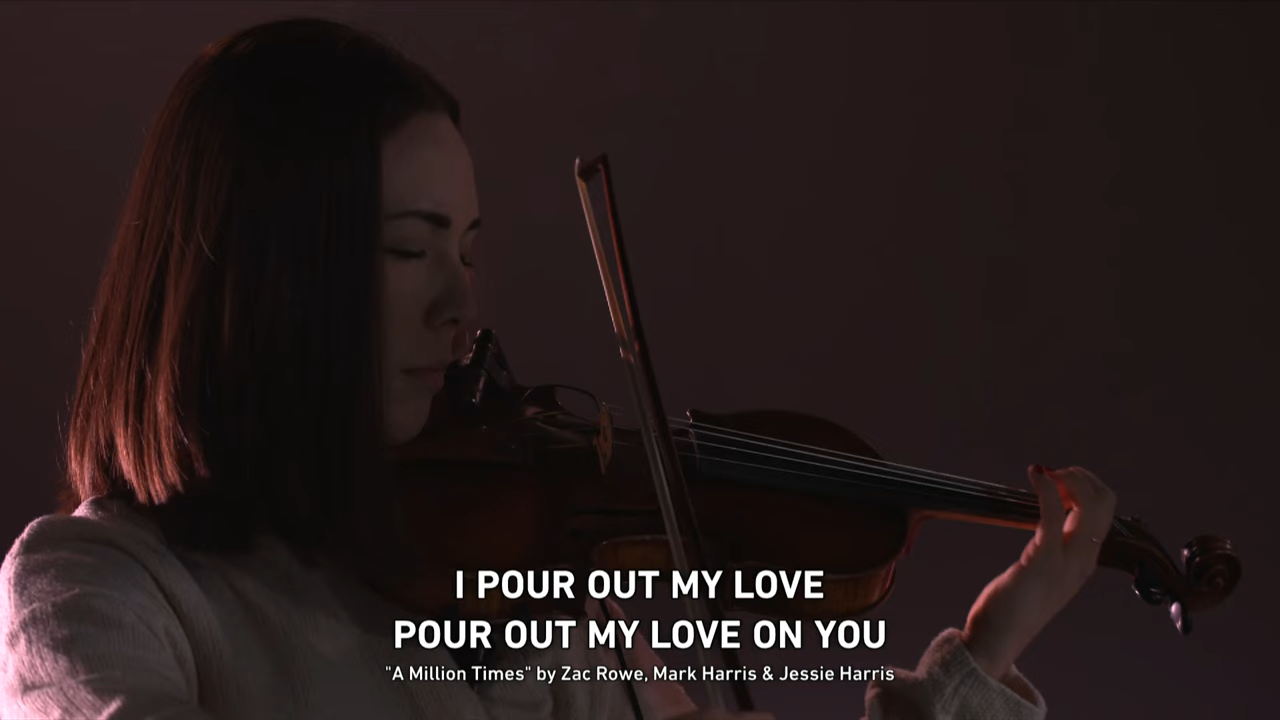 I POUR OUT MY LOVE
POUR OUT MY LOVE ON YOU
"A Million Times" by Zac Rowe, Mark Harris & Jessie Harris